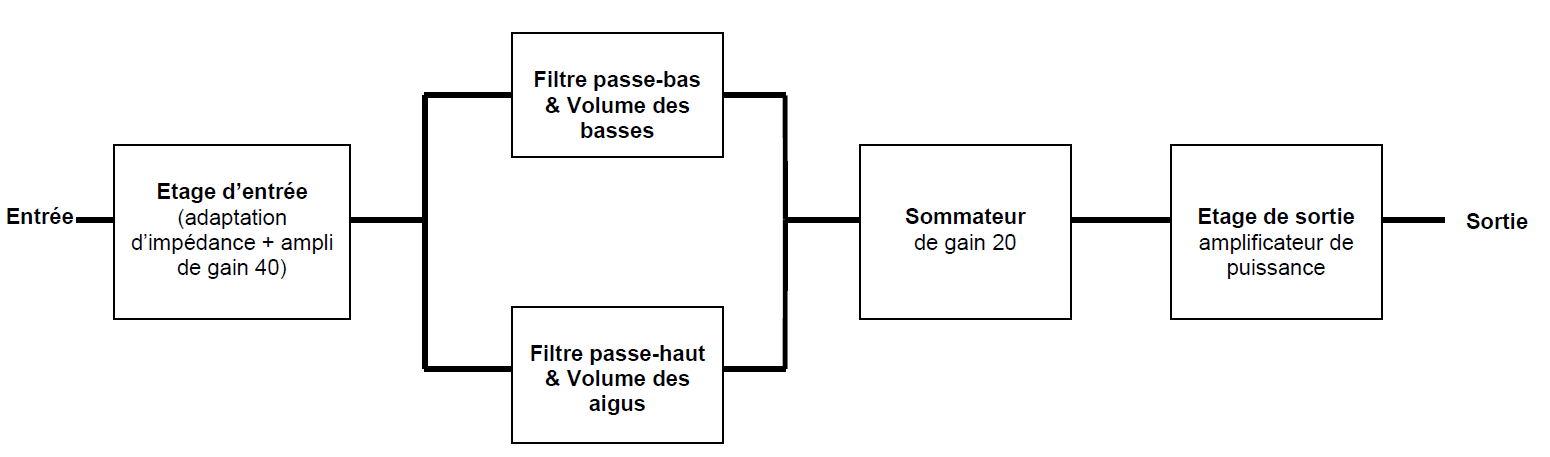 Entrée
Etage d'entrée
(adaptation
d'impédance + ampli
de gain 40)
Filtre passe-bas
& Volume des
basses
Filtre passe-haut
& Volume des
aigus
Sommateur
de gain 20
Etage de sortie
amplificateur de
puissance
Sortie